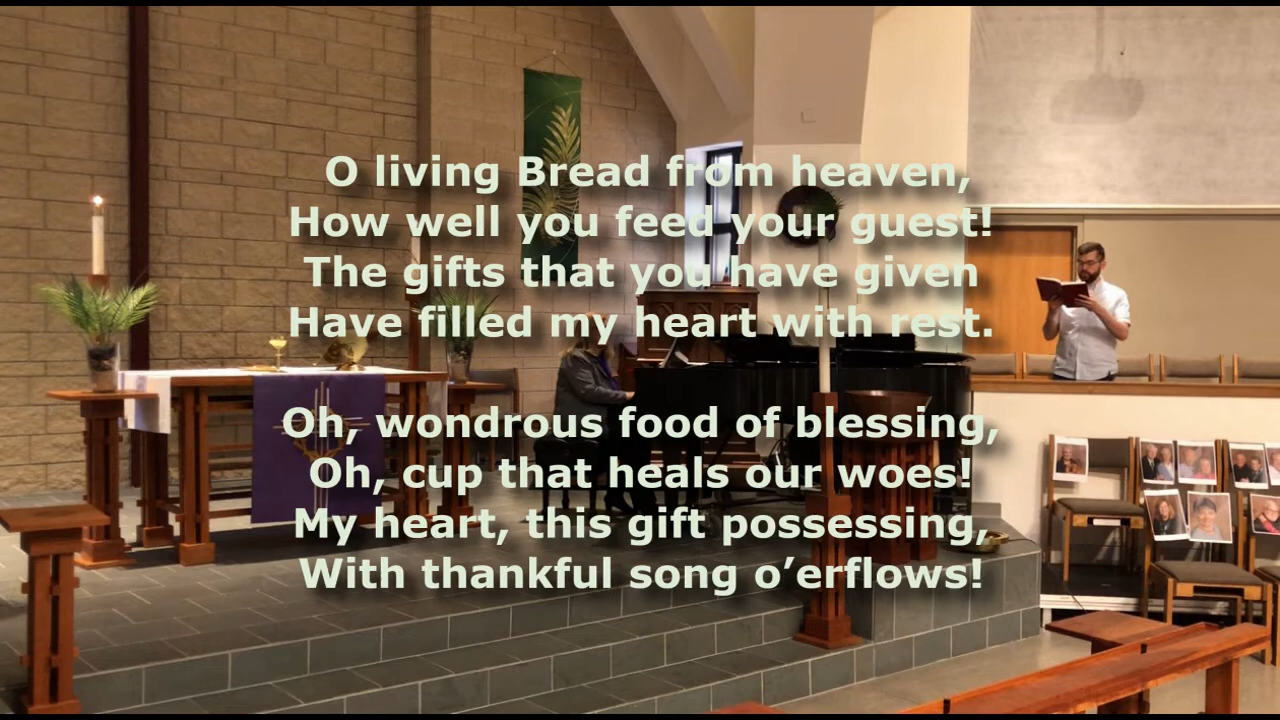 O living Bread from heaven,
How well you feed your guest!
The gifts that you have given
Have filled my heart with rest.
Oh, wondrous food of blessing,
Oh, cup that heals our woes!
My heart, this gift possessing,
With thankful song o’erflows!